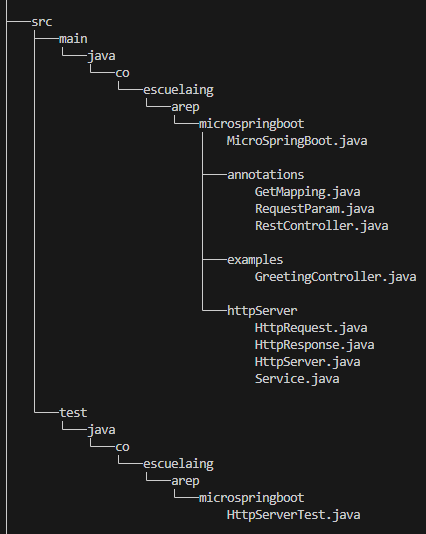 src
main
java
co
escuelaing
arep
microspringboot
MicroSpringBoot.java
annotations
GetMapping.java
RequestParam.java
RestController.java
examples
GreetingController.java
httpServer
HttpRequest.java
HttpResponse.java
HttpServer.java
Service.java
test
java
co
escuelaing
arep
microspringboot
HttpServerTest.java